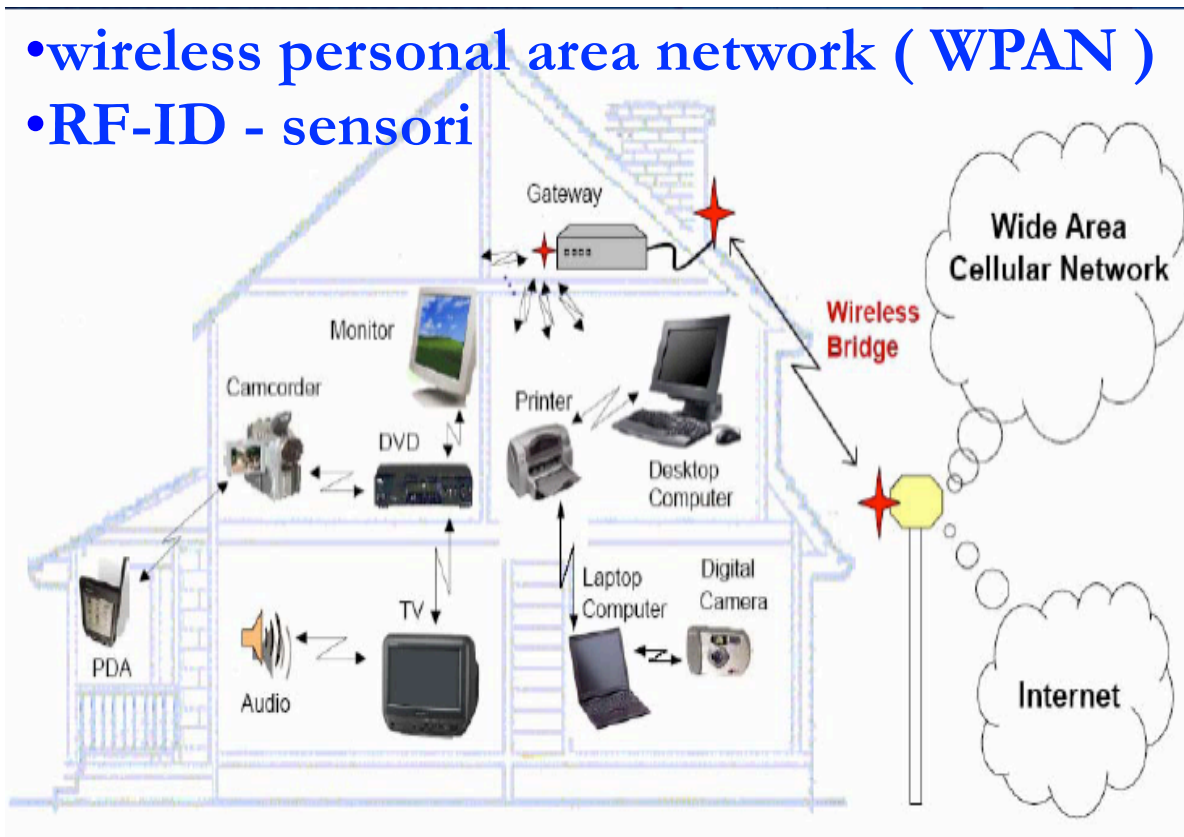 •wireless personal area network ( WPAN )
•RF-ID - sensori
Gateway
Wide Area
Cellular Network
Wireless
Bridge
Monitor
Camcorder
Printer
DVD
Desktop
Computer
Laptop
Computer
Digital
Camera
TV
PDA
Audio
Internet